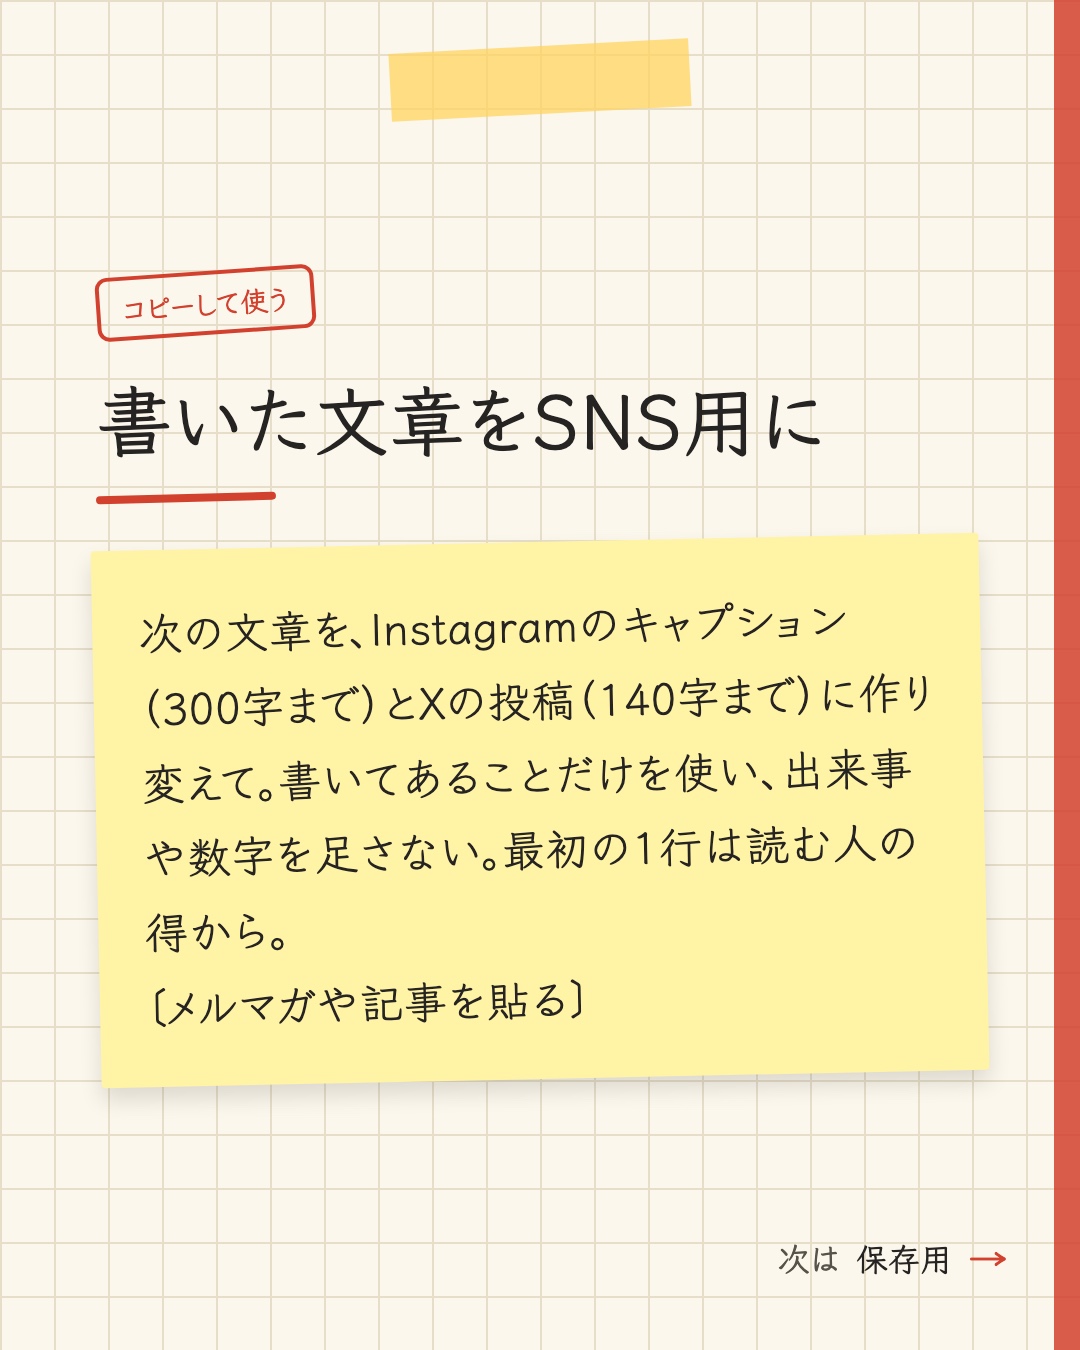 コピーして使う
書いた文章をSNS用に
次の文章を、Instagramのキャプション
(300字まで)とXの投稿(140字まで)に作り
変えて。書いてあることだけを使い、出来事
や数字を足さない。最初の1行は読む人の
得から。
〔メルマガや記事を貼る〕
次は 保存用 →